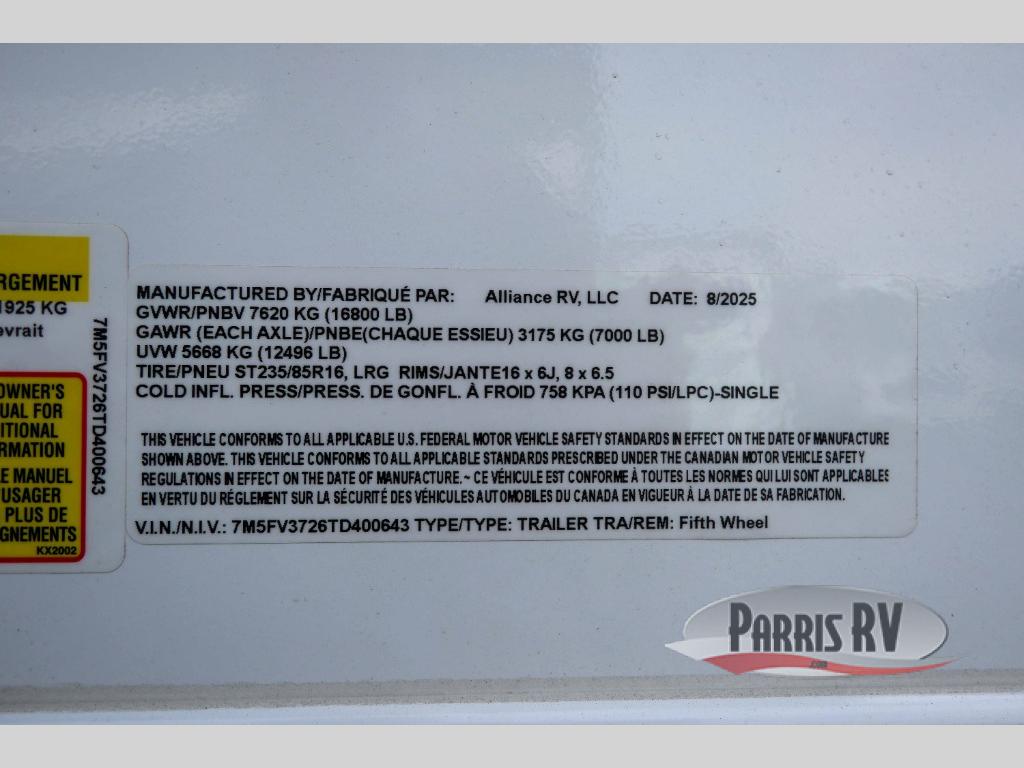 RGEMENT
1925 KG
evrait
OWNER'S
UAL FOR
ITIONAL
RMATION
E MANUEL
USAGER
PLUS DE
GNEMENTS
KX2002
7M5FV3726TD400643
MANUFACTURED BY/FABRIQUÉ PAR: Alliance RV, LLC DATE: 8/2025
GVWR/PNBV 7620 KG (16800 LB)
GAWR (EACH AXLE)/PNBE(CHAQUE ESSIEU) 3175 KG (7000 LB)
UVW 5668 KG (12496 LB)
TIRE/PNEU ST235/85R16, LRG RIMS/JANTE16 x 6J, 8 x 6.5
COLD INFL. PRESS/PRESS. DE GONFL. À FROID 758 KPA (110 PSI/LPC)-SINGLE
THIS VEHICLE CONFORMS TO ALL APPLICABLE U.S. FEDERAL MOTOR VEHICLE SAFETY STANDARDS IN EFFECT ON THE DATE OF MANUFACTURE
SHOWN ABOVE. THIS VEHICLE CONFORMS TO ALL APPLICABLE STANDARDS PRESCRIBED UNDER THE CANADIAN MOTOR VEHICLE SAFETY
REGULATIONS IN EFFECT ON THE DATE OF MANUFACTURE.~ CE VÉHICULE EST CONFORME À TOUTES LES NORMES QUI LUI SONT APPLICABLES
EN VERTU DU RÉGLEMENT SUR LA SÉCURITÉ DES VÉHICULES AUTOMOBILES DU CANADA EN VIGUEUR À LA DATE DE SA FABRICATION.
V.I.N./N.I.V.: 7M5FV3726TD400643 TYPE/TYPE: TRAILER TRA/REM: Fifth Wheel
PARRIS RV
.com